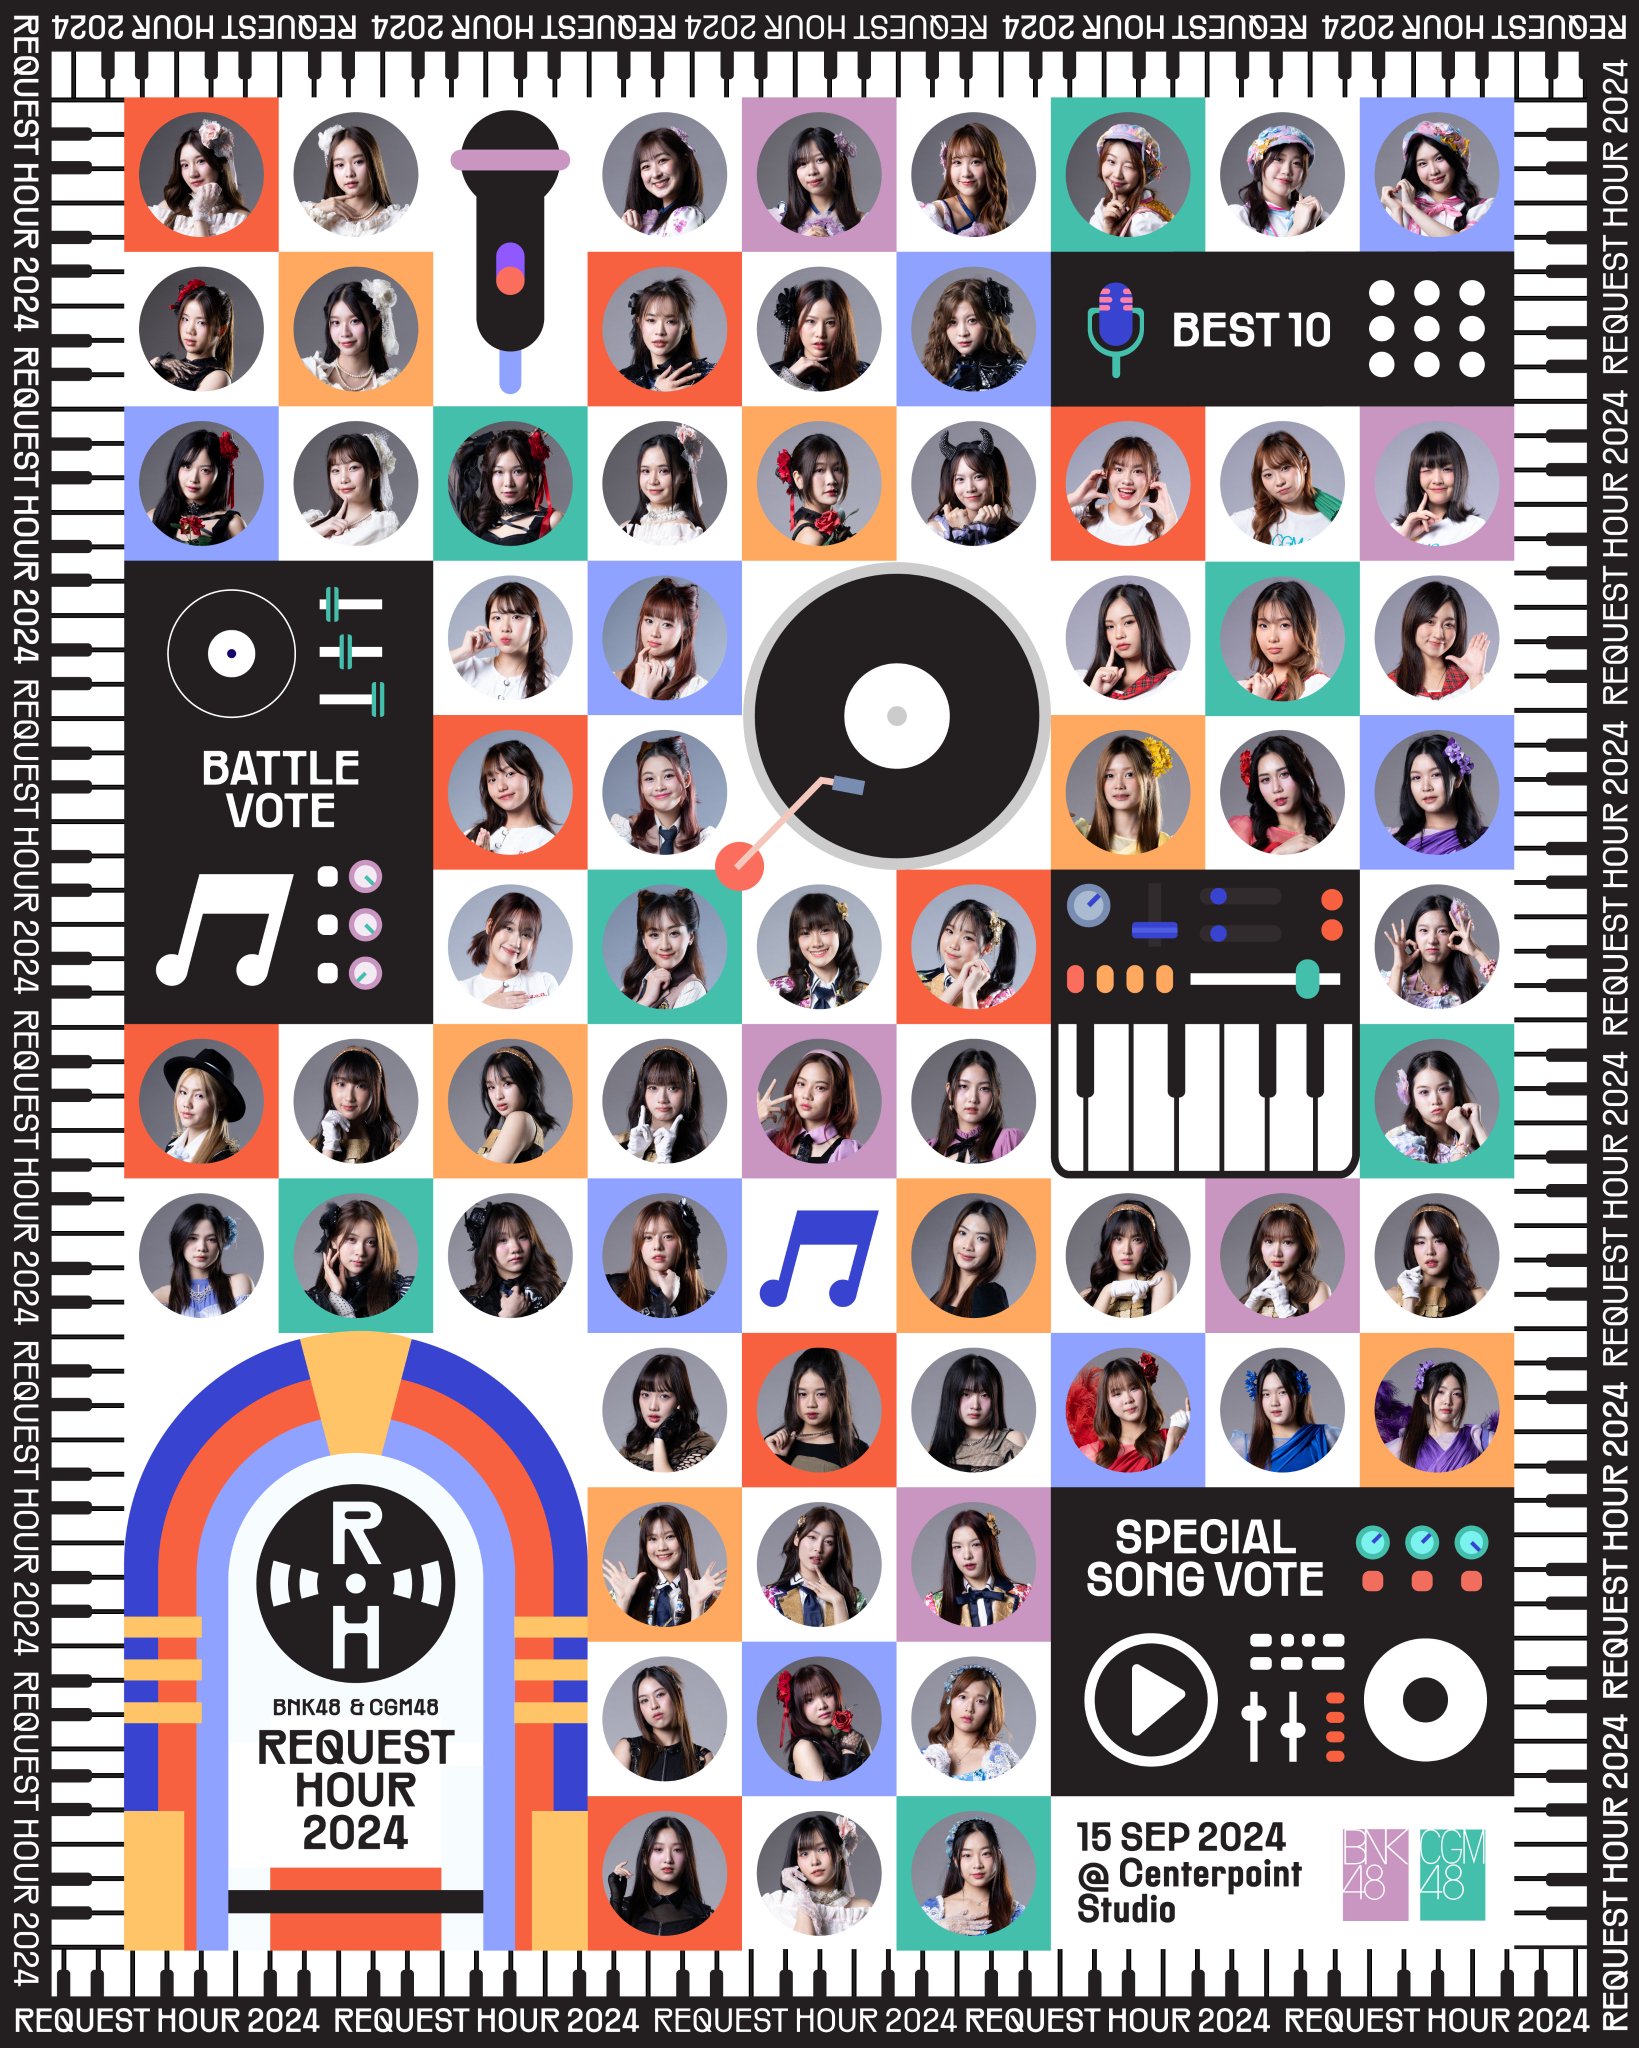 REQUEST HOUR 2024 REQUEST HOUR 2024 REQUEST HOUR 2024 REQUEST HOUR 2024 REQUEST HOUR 2024
REQUEST HOUR 2024 REQUEST HOUR 2024 REQUEST HOUR 2024 REQUEST HOUR 2024 REQUEST HOUR 2024 REQUEST HOUR 2024
REQUEST HOUR 2024 REQUEST HOUR 2024 REQUEST HOUR 2024 REQUEST HOUR 2024 REQUEST HOUR 2024 REQUEST HOUR 2024
BEST 10
BATTLE
VOTE
R
H
BNK48 & CGM48
REQUEST
HOUR
2024
SPECIAL
SONG VOTE
15 SEP 2024
@ Centerpoint
Studio
BNK
48
CGM
48
REQUEST HOUR 2024 REQUEST HOUR 2024 REQUEST HOUR 2024 REQUEST HOUR 2024 REQUEST HOUR 2024